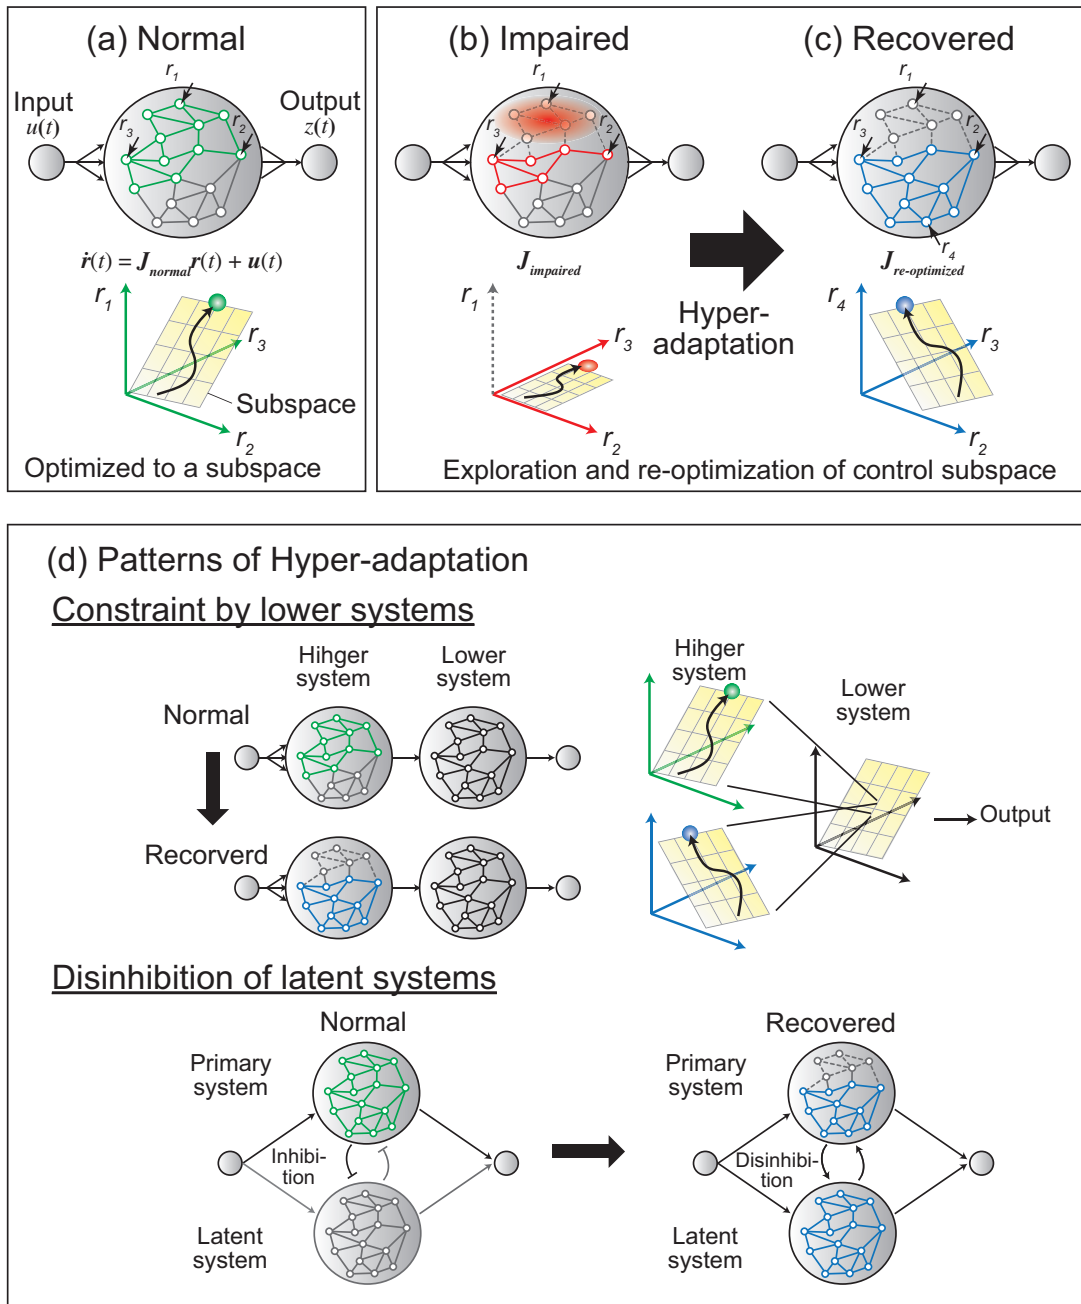 (a) Normal
r1
Input
u(t)
r3
r2
Output
z(t)
ṙ(t) = Jnormalr(t) + u(t)
r1
r3
Subspace
r2
Optimized to a subspace
(b) Impaired
r1
r3
r2
Jimpaired
r1
r3
r2
Hyper-
adaptation
(c) Recovered
r1
r3
r2
r4
Jre-optimized
r4
r3
r2
Exploration and re-optimization of control subspace
(d) Patterns of Hyper-adaptation
Constraint by lower systems
Hihger
system
Lower
system
Normal
Recorverd
Hihger
system
Lower
system
Output
Disinhibition of latent systems
Normal
Primary
system
Inhibi-
tion
Latent
system
Recovered
Primary
system
Disinhibi-
tion
Latent
system